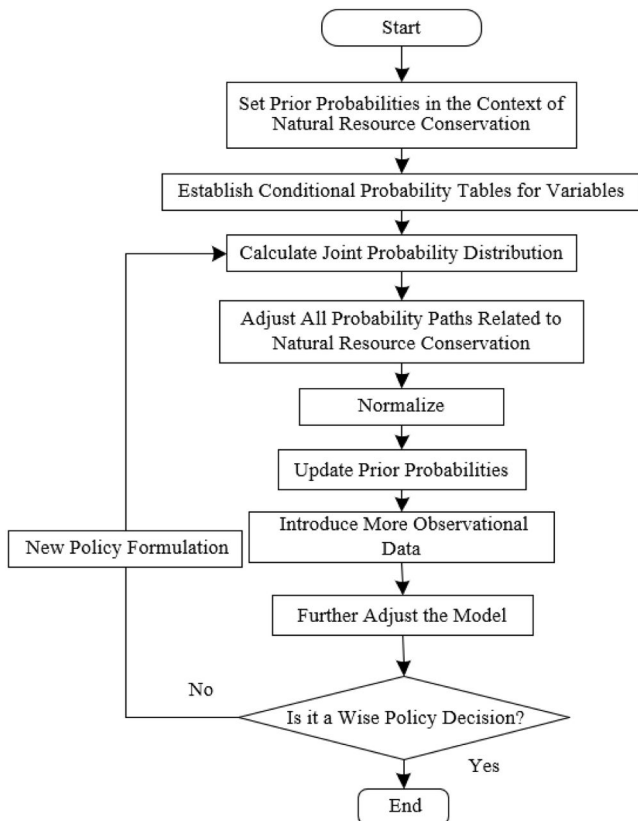 Start
Set Prior Probabilities in the Context of
Natural Resource Conservation
Establish Conditional Probability Tables for Variables
Calculate Joint Probability Distribution
Adjust All Probability Paths Related to
Natural Resource Conservation
Normalize
Update Prior Probabilities
Introduce More Observational
Data
New Policy Formulation
Further Adjust the Model
No
Is it a Wise Policy Decision?
Yes
End